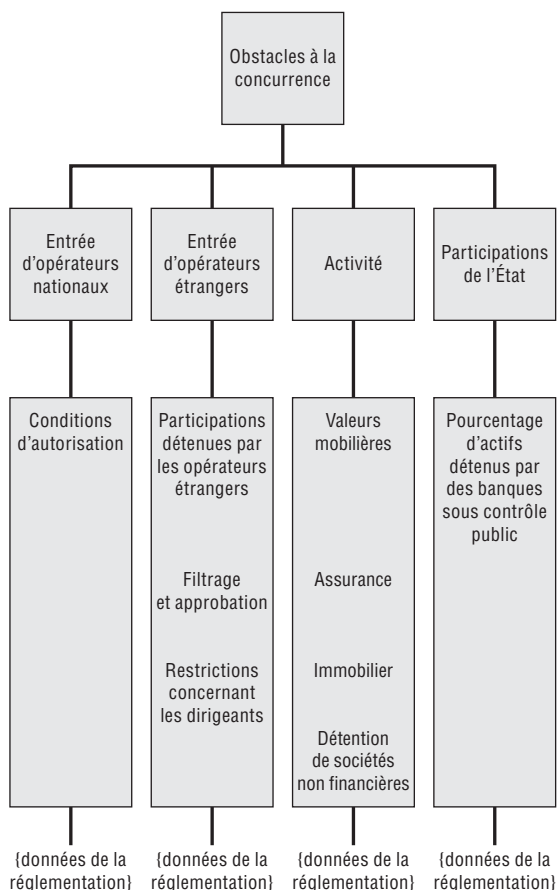 Obstacles à la
concurrence
Entrée
d'opérateurs
nationaux
Entrée
d'opérateurs
étrangers
Activité
Participations
de l'État
Conditions
d'autorisation
Participations
détenues par
les opérateurs
étrangers
Filtrage
et approbation
Restrictions
concernant
les dirigeants
Valeurs
mobilières
Assurance
Immobilier
Détention
de sociétés
non financières
Pourcentage
d'actifs
détenus par
des banques
sous contrôle
public
{données de la
réglementation}
{données de la
réglementation}
{données de la
réglementation}
{données de la
réglementation}